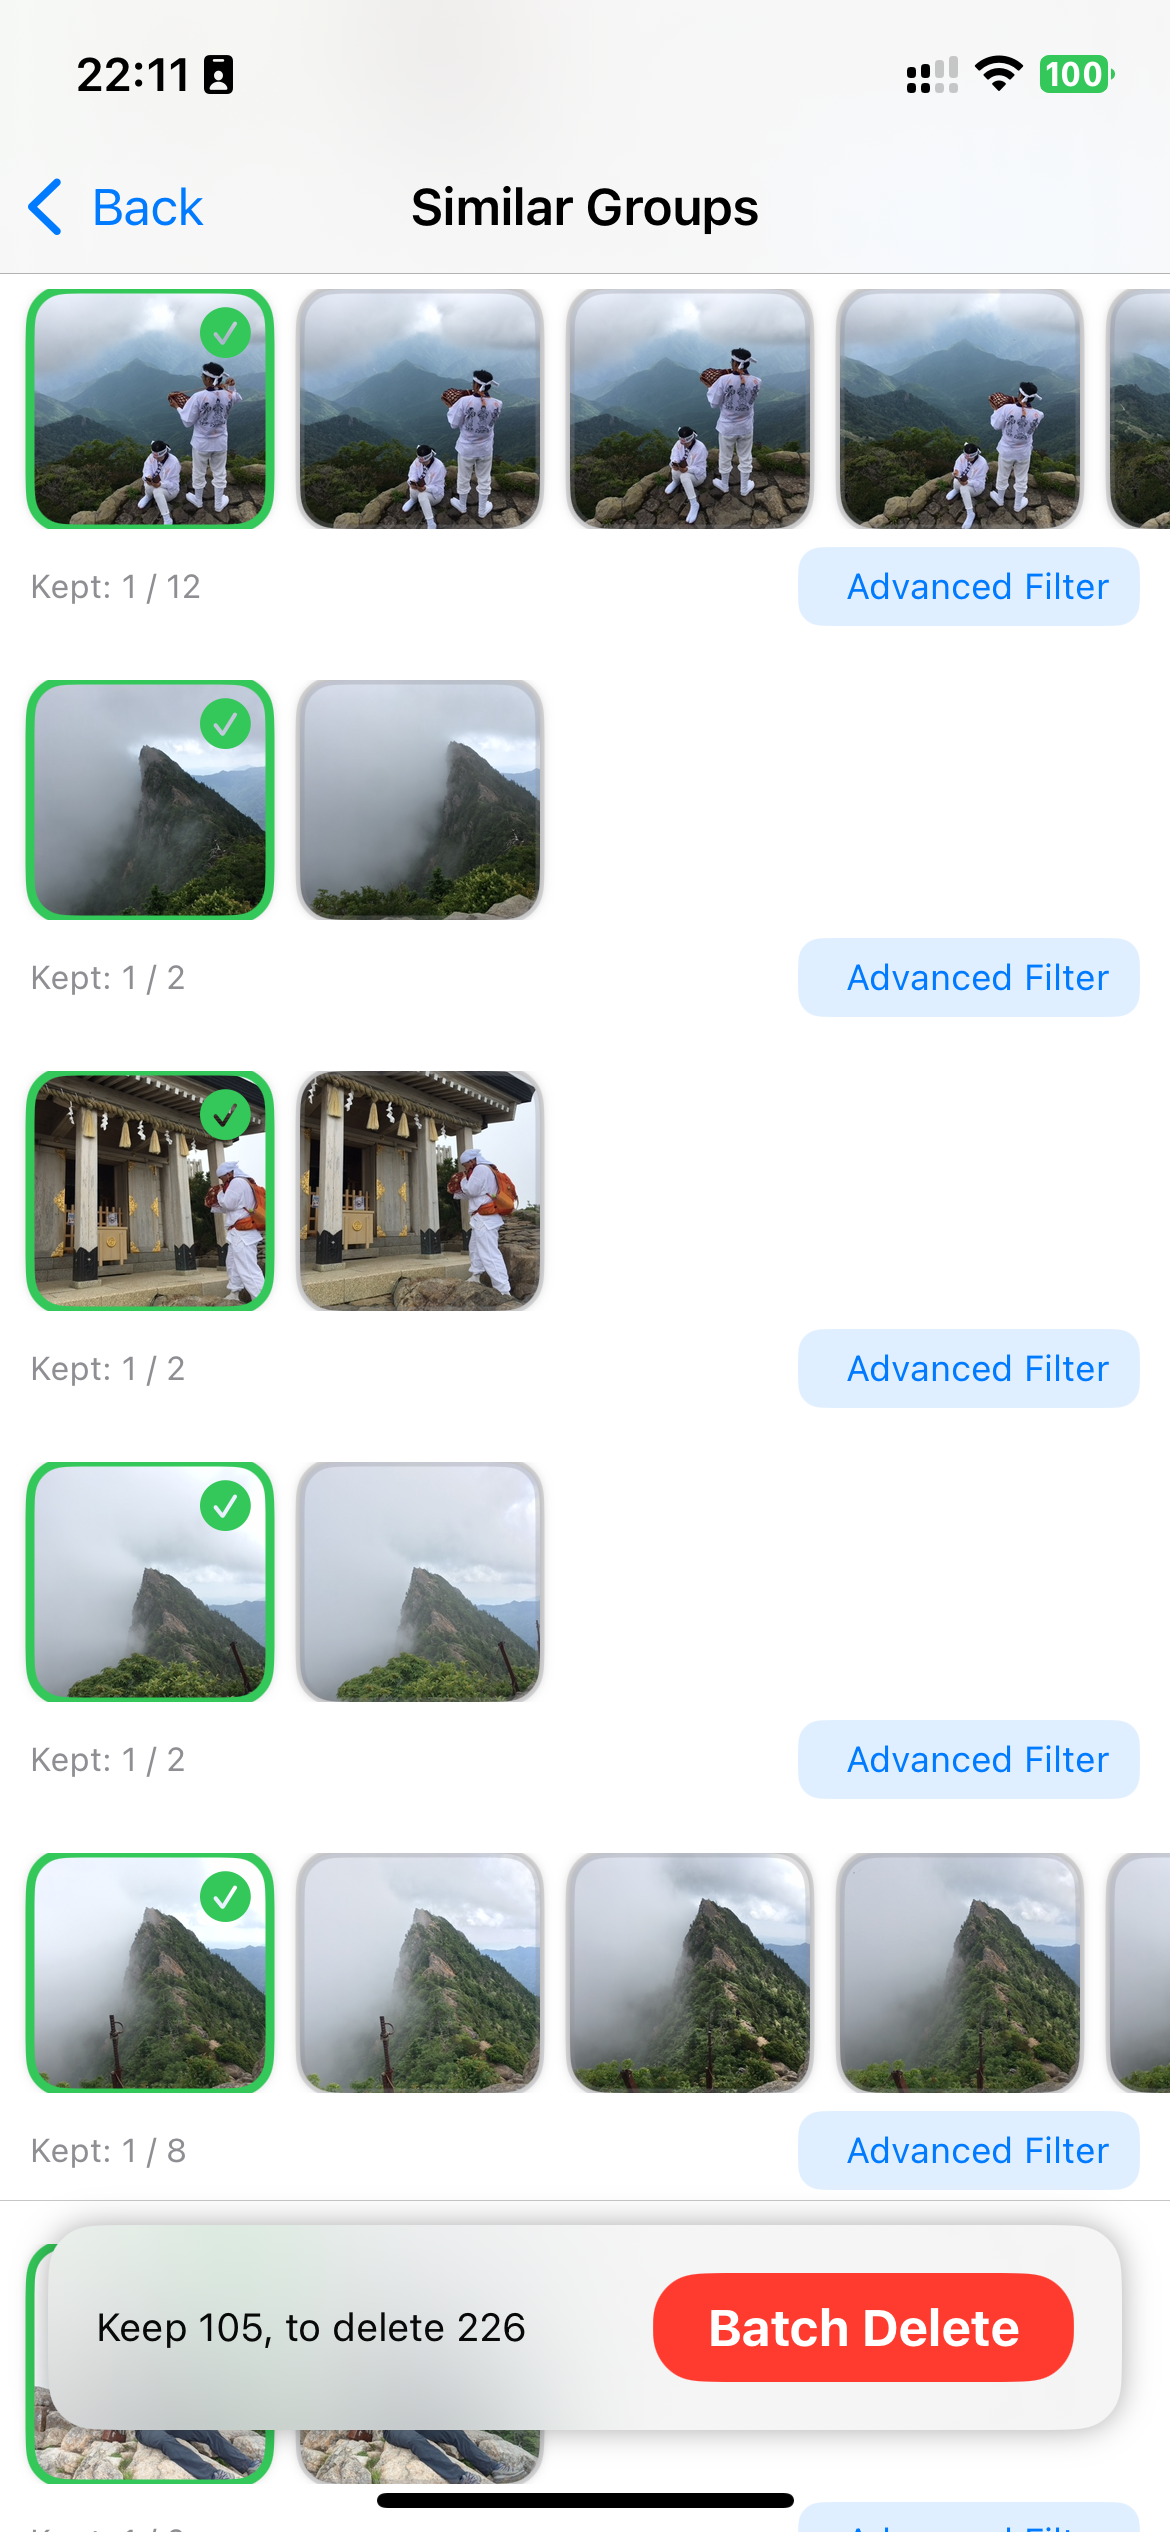 22:11
100
Back
Similar Groups
Kept: 1 / 12
Advanced Filter
Kept: 1 / 2
Advanced Filter
Kept: 1 / 2
Advanced Filter
Kept: 1 / 2
Advanced Filter
Kept: 1 / 8
Advanced Filter
Keep 105, to delete 226
Batch Delete